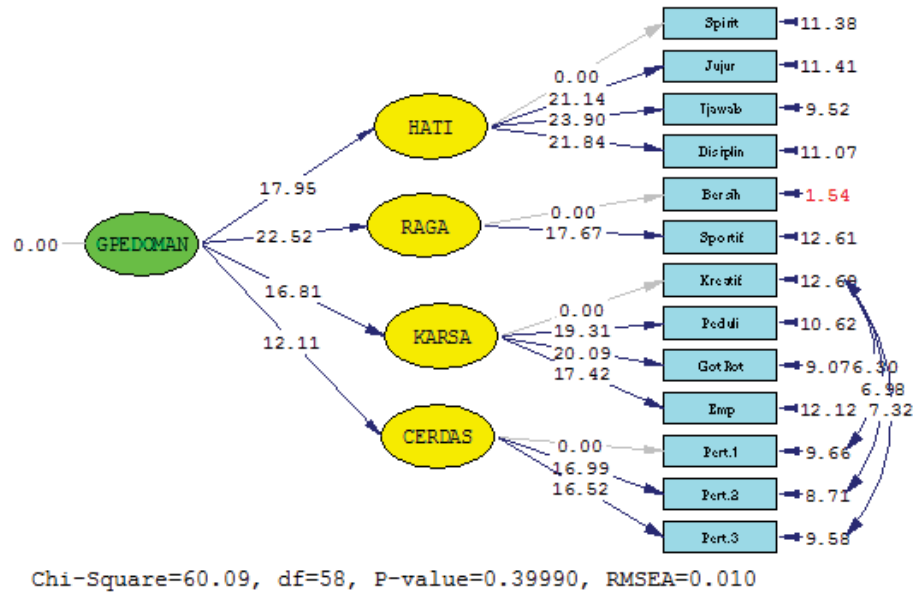 Spirit
11.38
0.00
Jujur
11.41
21.14
HATI
Tjawab
9.52
23.90
Disiplin
11.07
21.84
17.95
Bersih
1.54
0.00
RAGA
Sportif
12.61
17.67
0.00
GPEDOMAN
22.52
Kreatif
16.81
0.00
Peduli
10.62
19.31
KARSA
12.11
GotRot
9.07
6.30
20.09
17.42
6.98
Emp
12.12
7.32
CERDAS
0.00
Pert.1
9.66
16.99
Pert.2
8.71
16.52
Pert.3
9.58
Chi-Square=60.09, df=58, P-value=0.39990, RMSEA=0.010